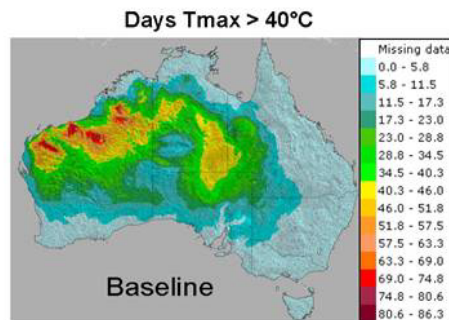 Days Tmax > 40°C
Missing data
0.0 - 5.8
5.8 - 11.5
11.5 - 17.3
17.3 - 23.0
23.0 - 28.8
28.8 - 34.5
34.5 - 40.3
40.3 - 46.0
46.0 - 51.8
51.8 - 57.5
57.5 - 63.3
63.3 - 69.0
69.0 - 74.8
74.8 - 80.6
80.6 - 86.3
Baseline